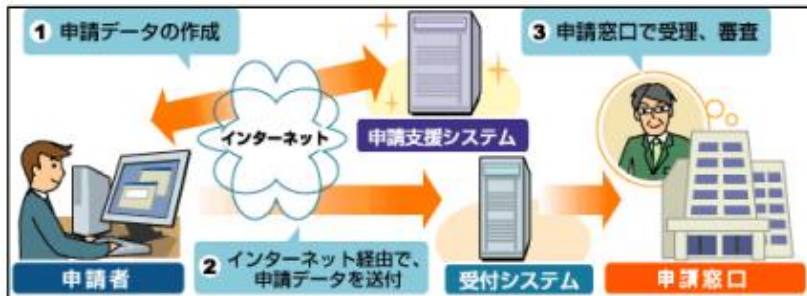 1 申請データの作成
3 申請窓口で受理、審査
インターネット
申請支援システム
2 インターネット経由で、
申請データを送付
申請者
受付システム
申請窓口